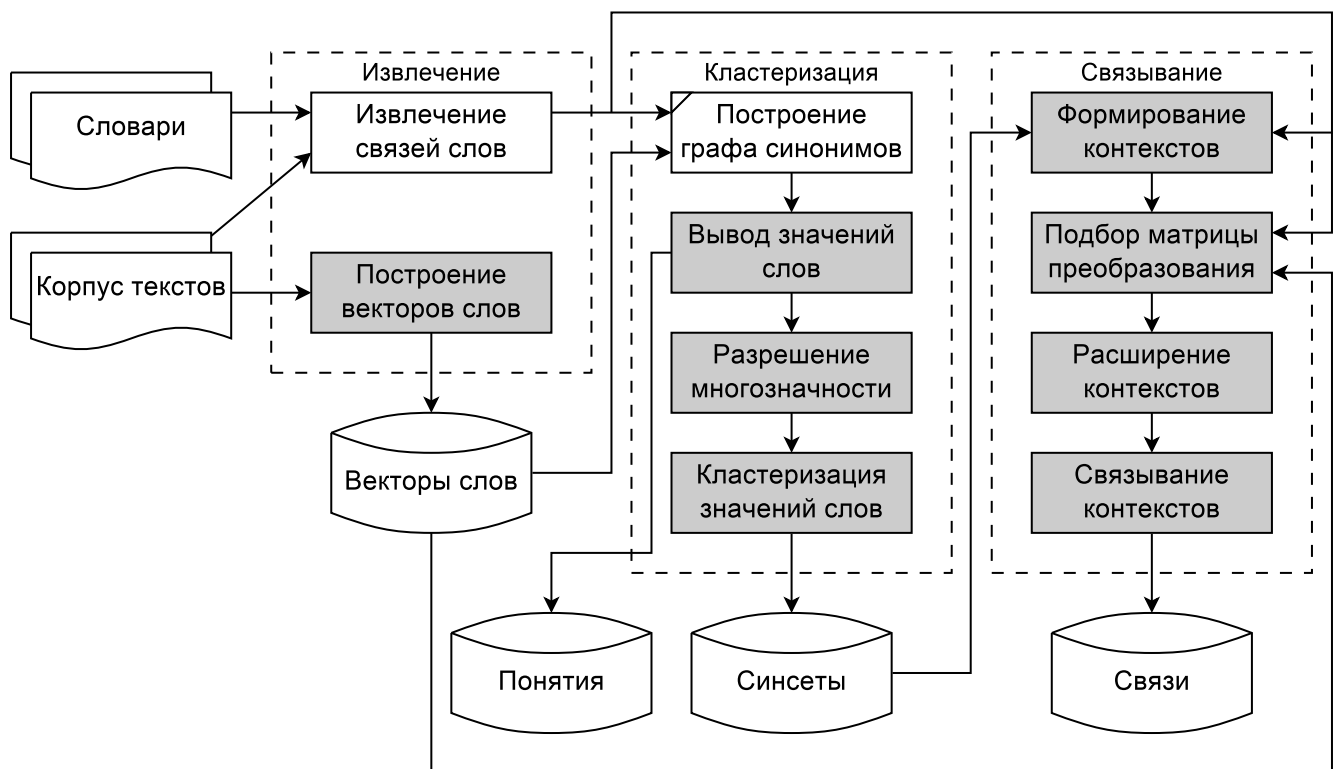 Извлечение
Кластеризация
Связывание
Словари
Извлечение
связей слов
Построение
графа синонимов
Формирование
контекстов
Корпус текстов
Построение
векторов слов
Вывод значений
слов
Подбор матрицы
преобразования
Разрешение
многозначности
Расширение
контекстов
Векторы слов
Кластеризация
значений слов
Связывание
контекстов
Понятия
Синсеты
Связи